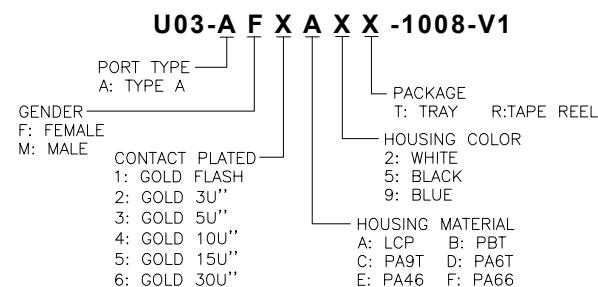 U03-A F X A X X -1008-V1
PORT TYPE
A: TYPE A
PACKAGE
T: TRAY R:TAPE REEL
GENDER
F: FEMALE
M: MALE
HOUSING COLOR
2: WHITE
5: BLACK
9: BLUE
CONTACT PLATED
1: GOLD FLASH
2: GOLD 3U''
3: GOLD 5U''
4: GOLD 10U''
5: GOLD 15U''
6: GOLD 30U''
HOUSING MATERIAL
A: LCP B: PBT
C: PA9T D: PA6T
E: PA46 F: PA66